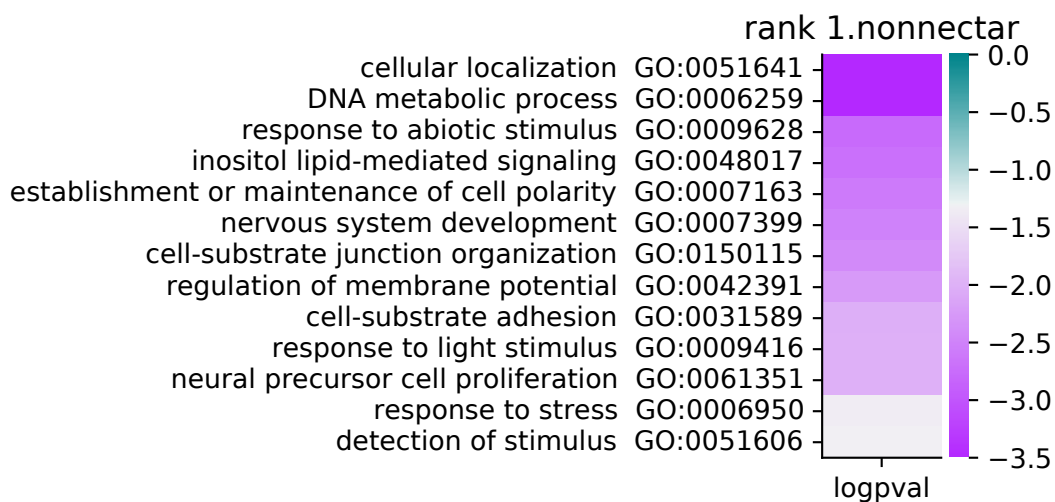 rank 1.nonnectar
cellular localization GO:0051641
DNA metabolic process GO:0006259
response to abiotic stimulus GO:0009628
inositol lipid-mediated signaling GO:0048017
establishment or maintenance of cell polarity GO:0007163
nervous system development GO:0007399
cell-substrate junction organization GO:0150115
regulation of membrane potential GO:0042391
cell-substrate adhesion GO:0031589
response to light stimulus GO:0009416
neural precursor cell proliferation GO:0061351
response to stress GO:0006950
detection of stimulus GO:0051606
logpval
0.0
−0.5
−1.0
−1.5
−2.0
−2.5
−3.0
−3.5